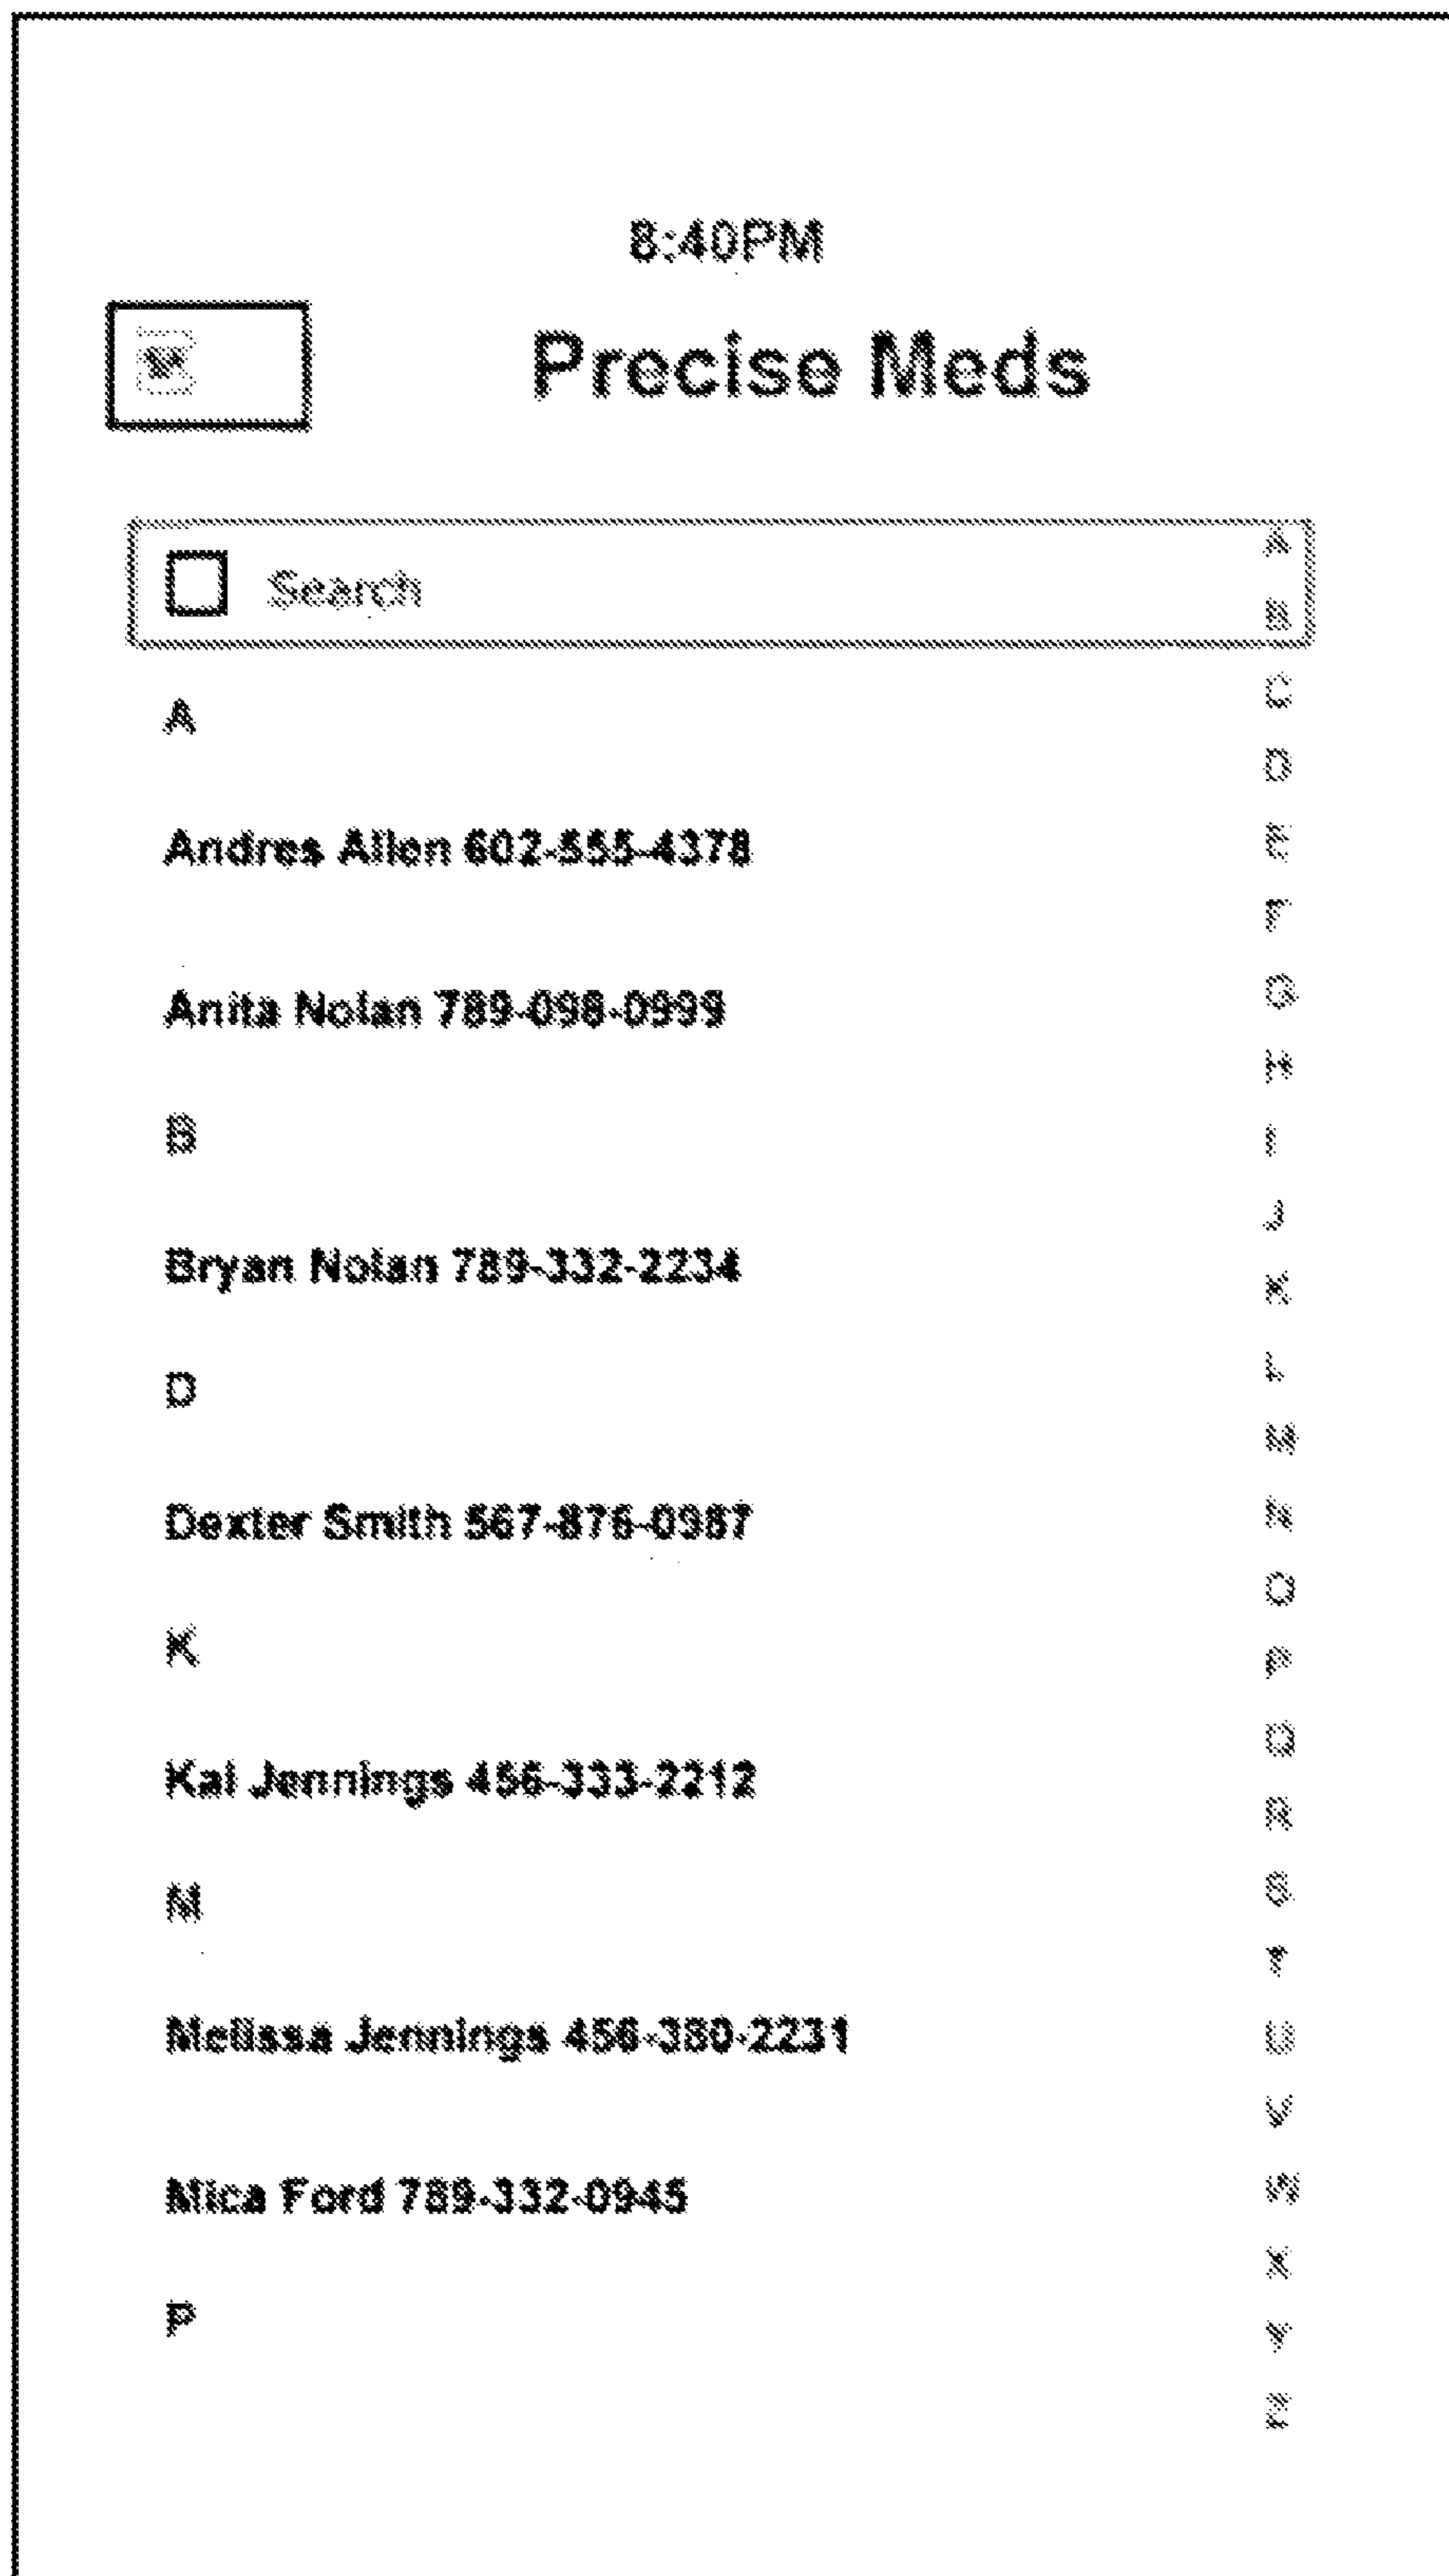 8:40PM
Precise Meds
Search
A
Andres Allen 602-555-4378
Anita Nolan 789-098-0999
B
Bryan Nolan 789-332-2234
D
Dexter Smith 567-876-0987
K
Kal Jennings 456-333-2212
M
Melissa Jennings 456-380-2231
Mica Ford 789-332-0945
P
A
B
C
D
E
F
G
H
I
J
K
L
M
N
O
P
Q
R
S
T
U
V
W
X
Y
Z